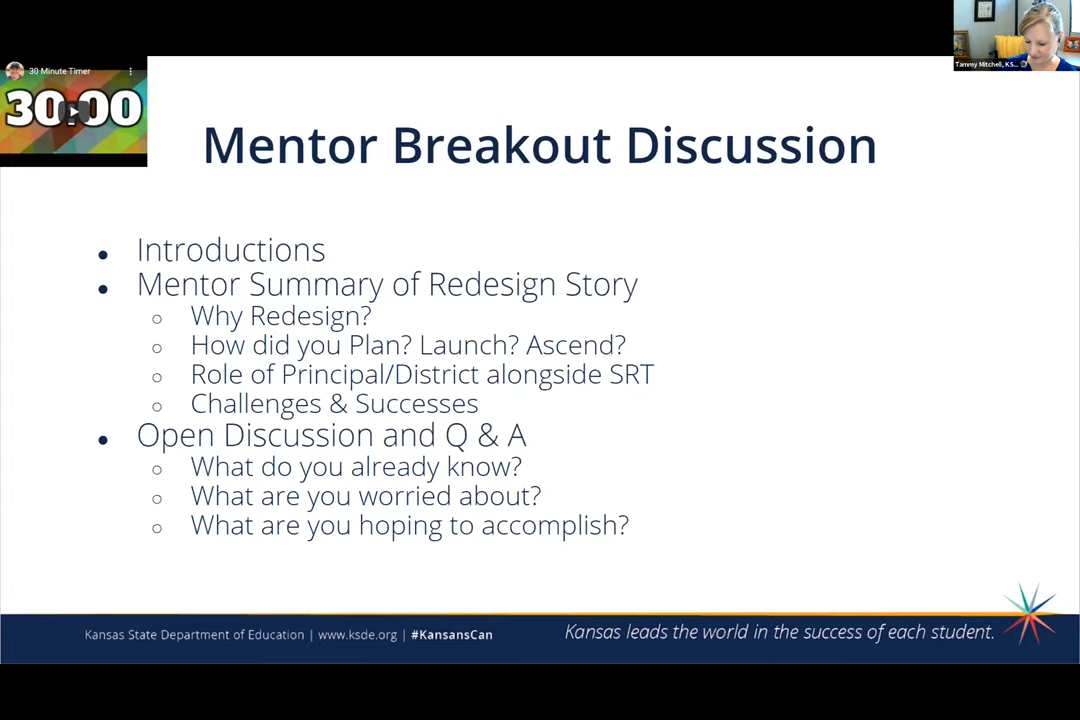 30 Minute Timer
30:00
Tammy Mitchell, KS...
Mentor Breakout Discussion
• Introductions
• Mentor Summary of Redesign Story
○ Why Redesign?
○ How did you Plan? Launch? Ascend?
○ Role of Principal/District alongside SRT
○ Challenges & Successes
• Open Discussion and Q & A
○ What do you already know?
○ What are you worried about?
○ What are you hoping to accomplish?
Kansas State Department of Education | www.ksde.org | #KansansCan
Kansas leads the world in the success of each student.